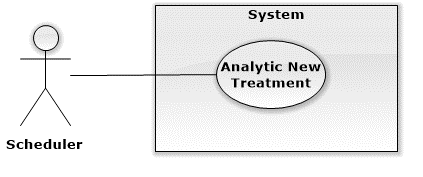 System
Analytic New
Treatment
Scheduler